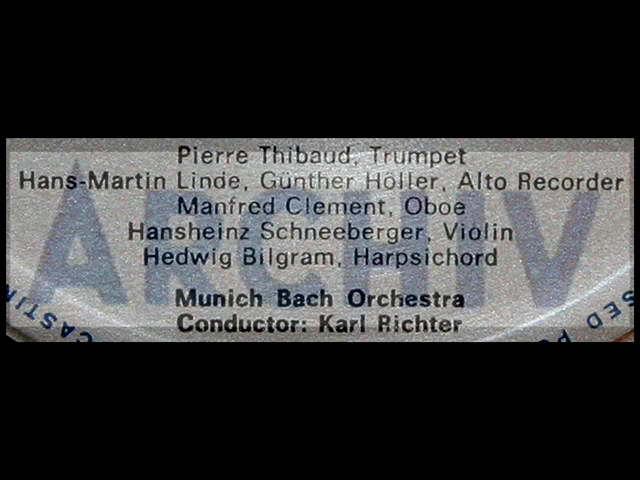 Pierre Thibaud, Trumpet
Hans-Martin Linde, Günther Höller, Alto Recorder
Manfred Clement, Oboe
Hansheinz Schneeberger, Violin
Hedwig Bilgram, Harpsichord
Munich Bach Orchestra
Conductor: Karl Richter
ARCHIV